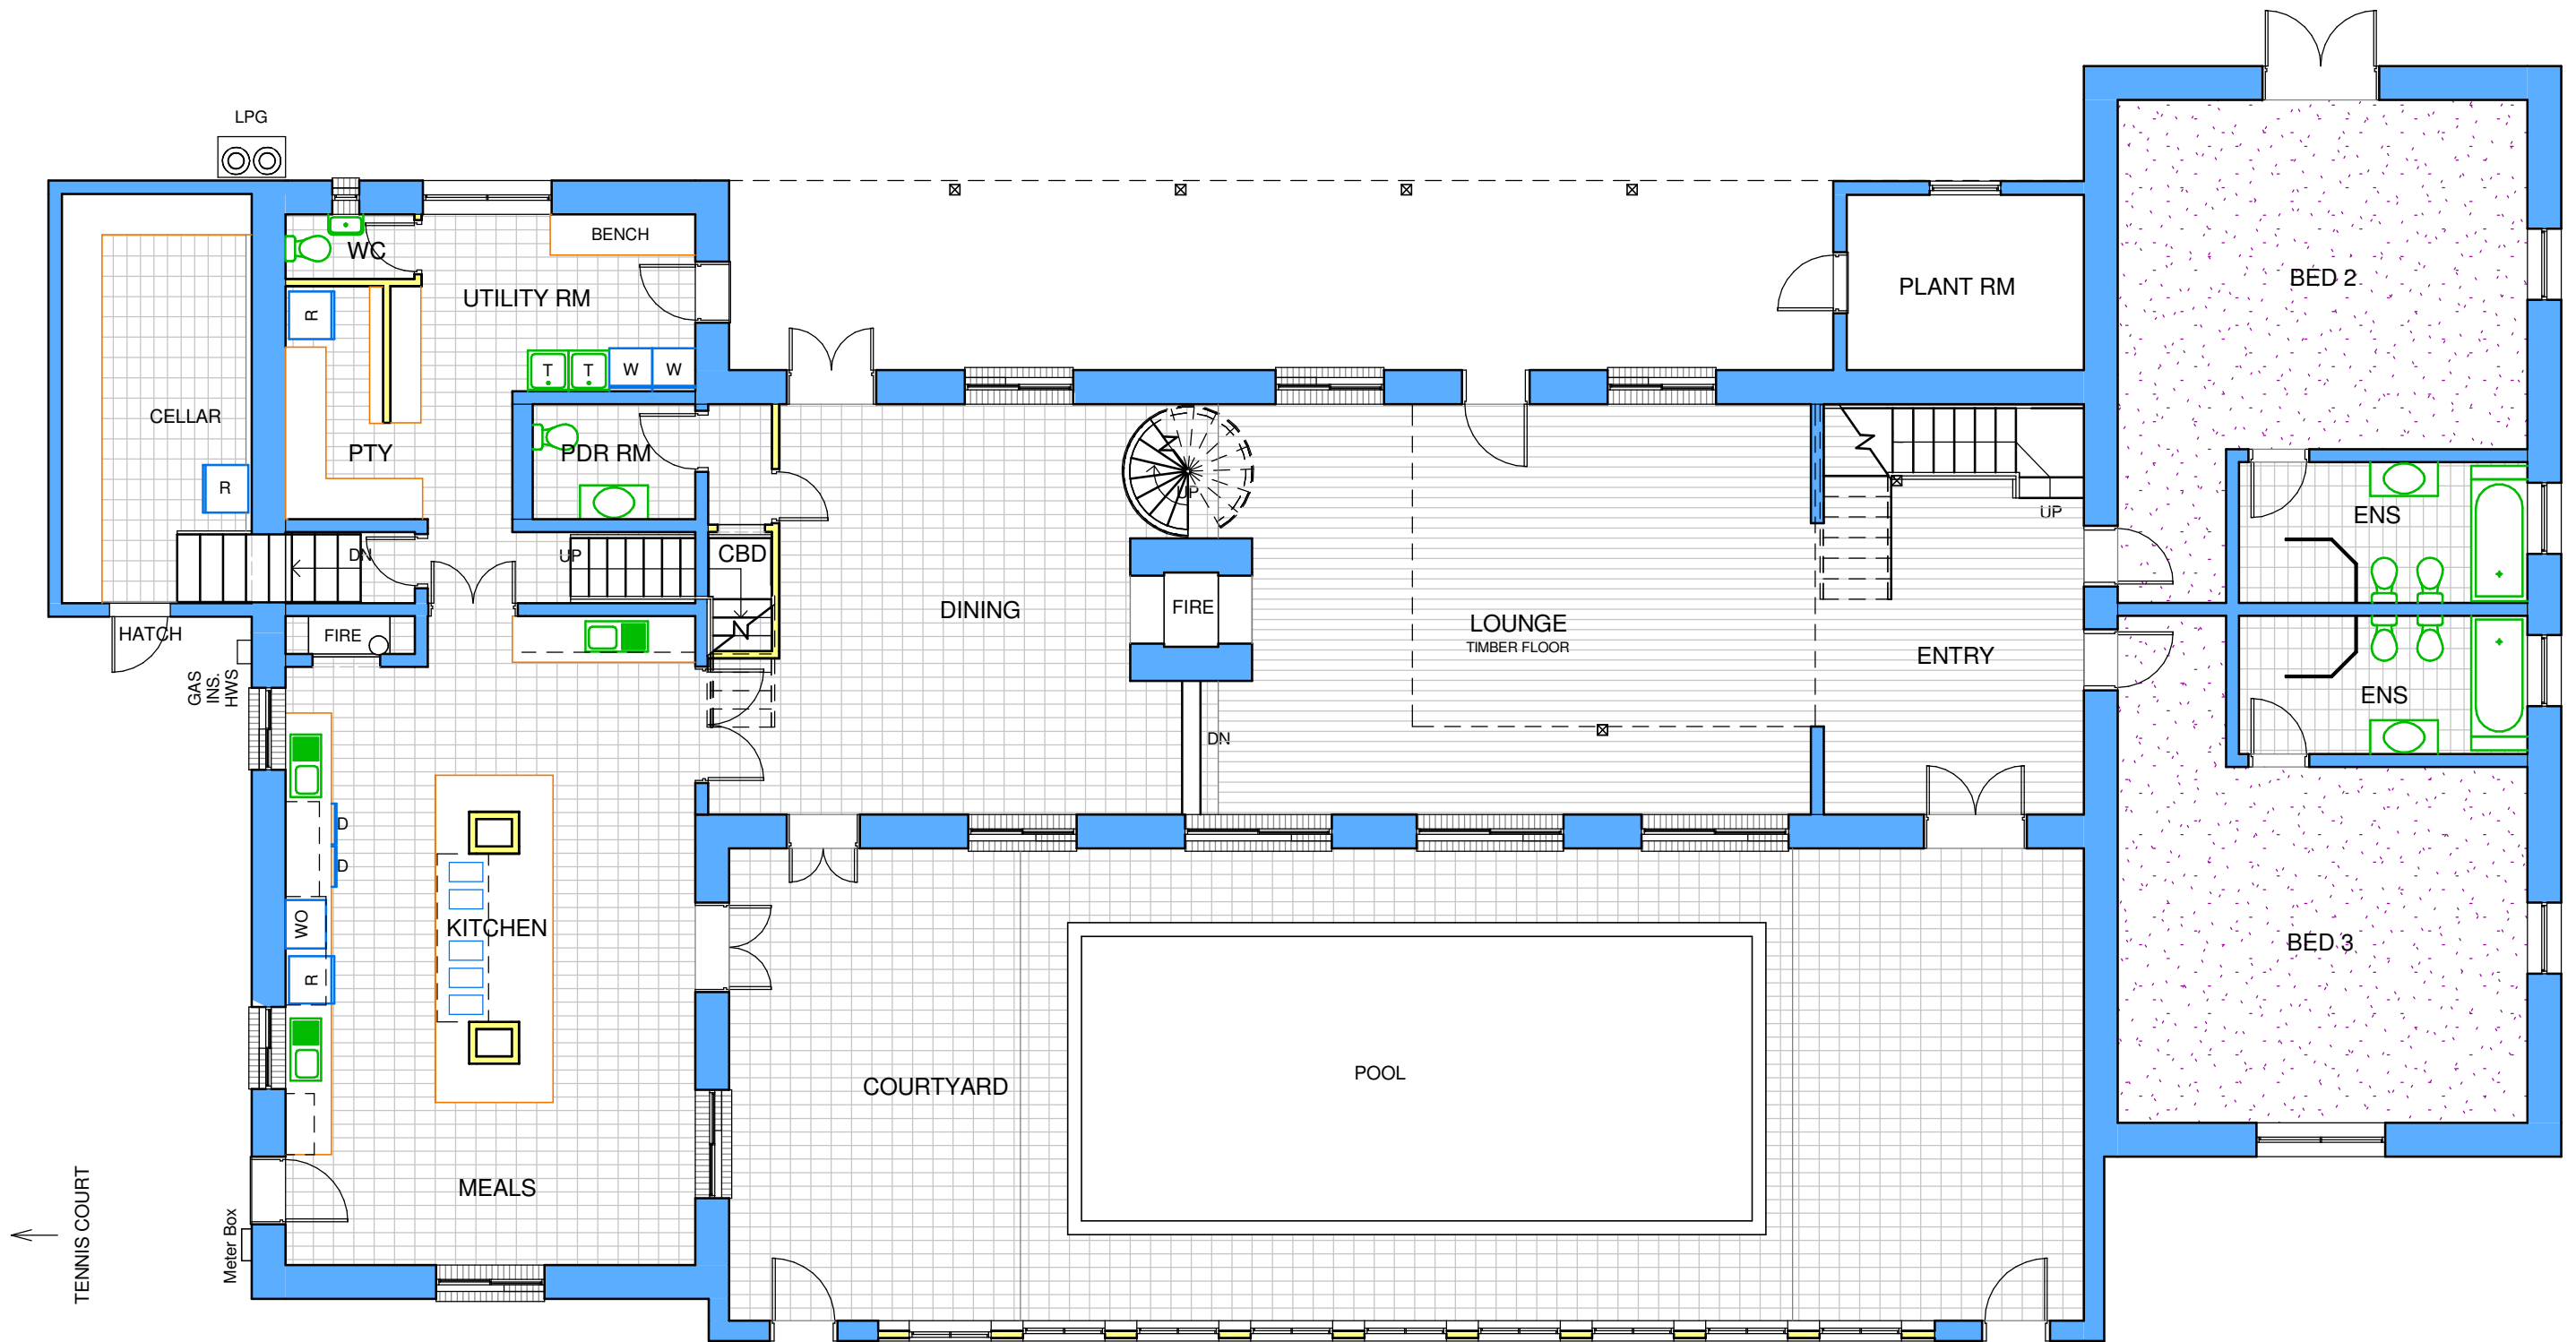 LPG
BENCH
WC
UTILITY RM
R
T
T
W
W
PLANT RM
BED 2
CELLAR
PTY
PDR RM
R
UP
UP
ENS
DN
UP
CBD
DINING
FIRE
LOUNGE
TIMBER FLOOR
ENTRY
HATCH
FIRE
N
GAS
INS.
HWS
DN
ENS
D
D
WO
KITCHEN
R
BED 3
COURTYARD
POOL
MEALS
TENNIS COURT
Meter Box